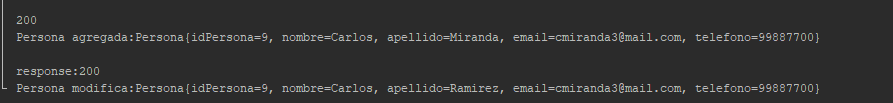 200
Persona agregada:Persona{idPersona=9, nombre=Carlos, apellido=Miranda, email=cmiranda3@mail.com, telefono=99887700}
response:200
Persona modifica:Persona{idPersona=9, nombre=Carlos, apellido=Ramirez, email=cmiranda3@mail.com, telefono=99887700}